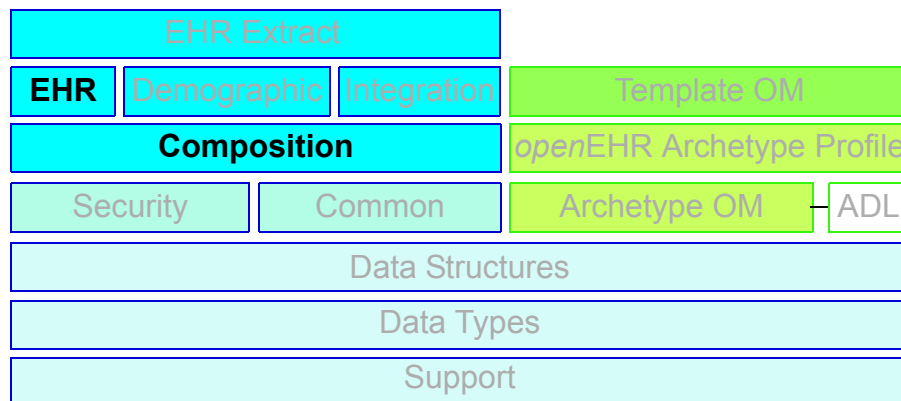 EHR Extract
EHR Demographic Integration Template OM
Composition openEHR Archetype Profile
Security Common Archetype OM ADL
Data Structures
Data Types
Support